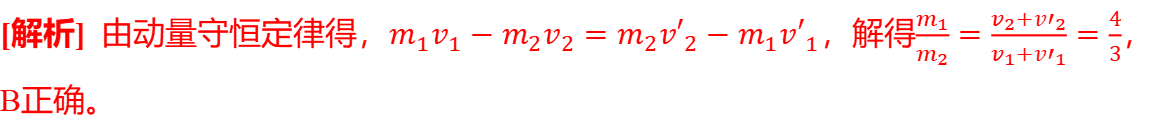 [解析] 由动量守恒定律得，m₁v₁ − m₂v₂ = m₂v′₂ − m₁v′₁，解得m₁/m₂ = (v₂+v′₂)/(v₁+v′₁) = 4/3，
B正确。